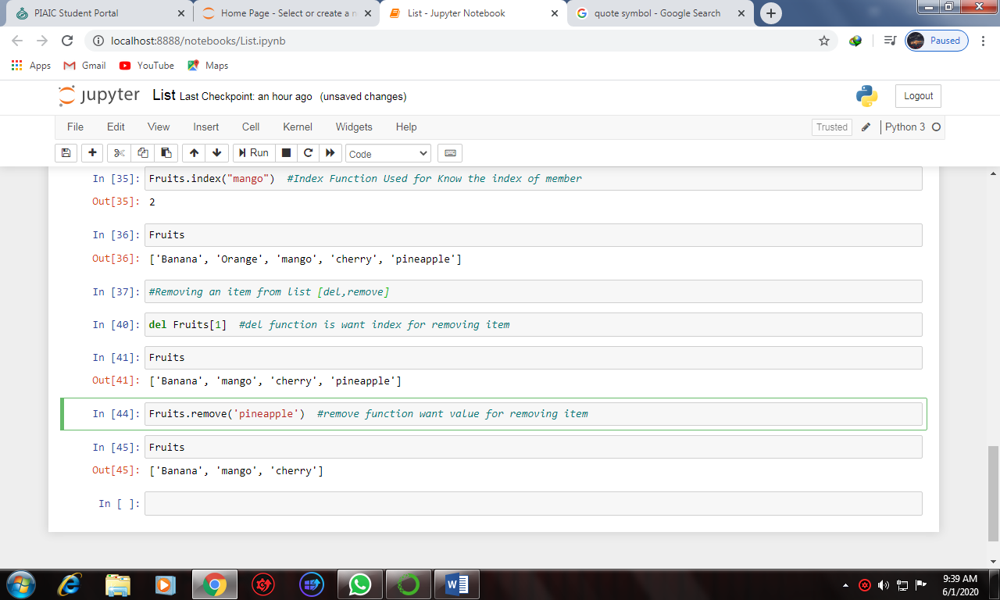 PIAIC Student Portal
Home Page - Select or create a n
List - Jupyter Notebook
quote symbol - Google Search
localhost:8888/notebooks/List.ipynb
Paused
Apps
Gmail
YouTube
Maps
jupyter List Last Checkpoint: an hour ago (unsaved changes)
Logout
File Edit View Insert Cell Kernel Widgets Help
Trusted
Python 3
Run
Code
In [35]: Fruits.index("mango")  #Index Function Used for Know the index of member
Out[35]: 2
In [36]: Fruits
Out[36]: ['Banana', 'Orange', 'mango', 'cherry', 'pineapple']
In [37]: #Removing an item from list [del,remove]
In [40]: del Fruits[1]  #del function is want index for removing item
In [41]: Fruits
Out[41]: ['Banana', 'mango', 'cherry', 'pineapple']
In [44]: Fruits.remove('pineapple')  #remove function want value for removing item
In [45]: Fruits
Out[45]: ['Banana', 'mango', 'cherry']
In [ ]:
9:39 AM
6/1/2020